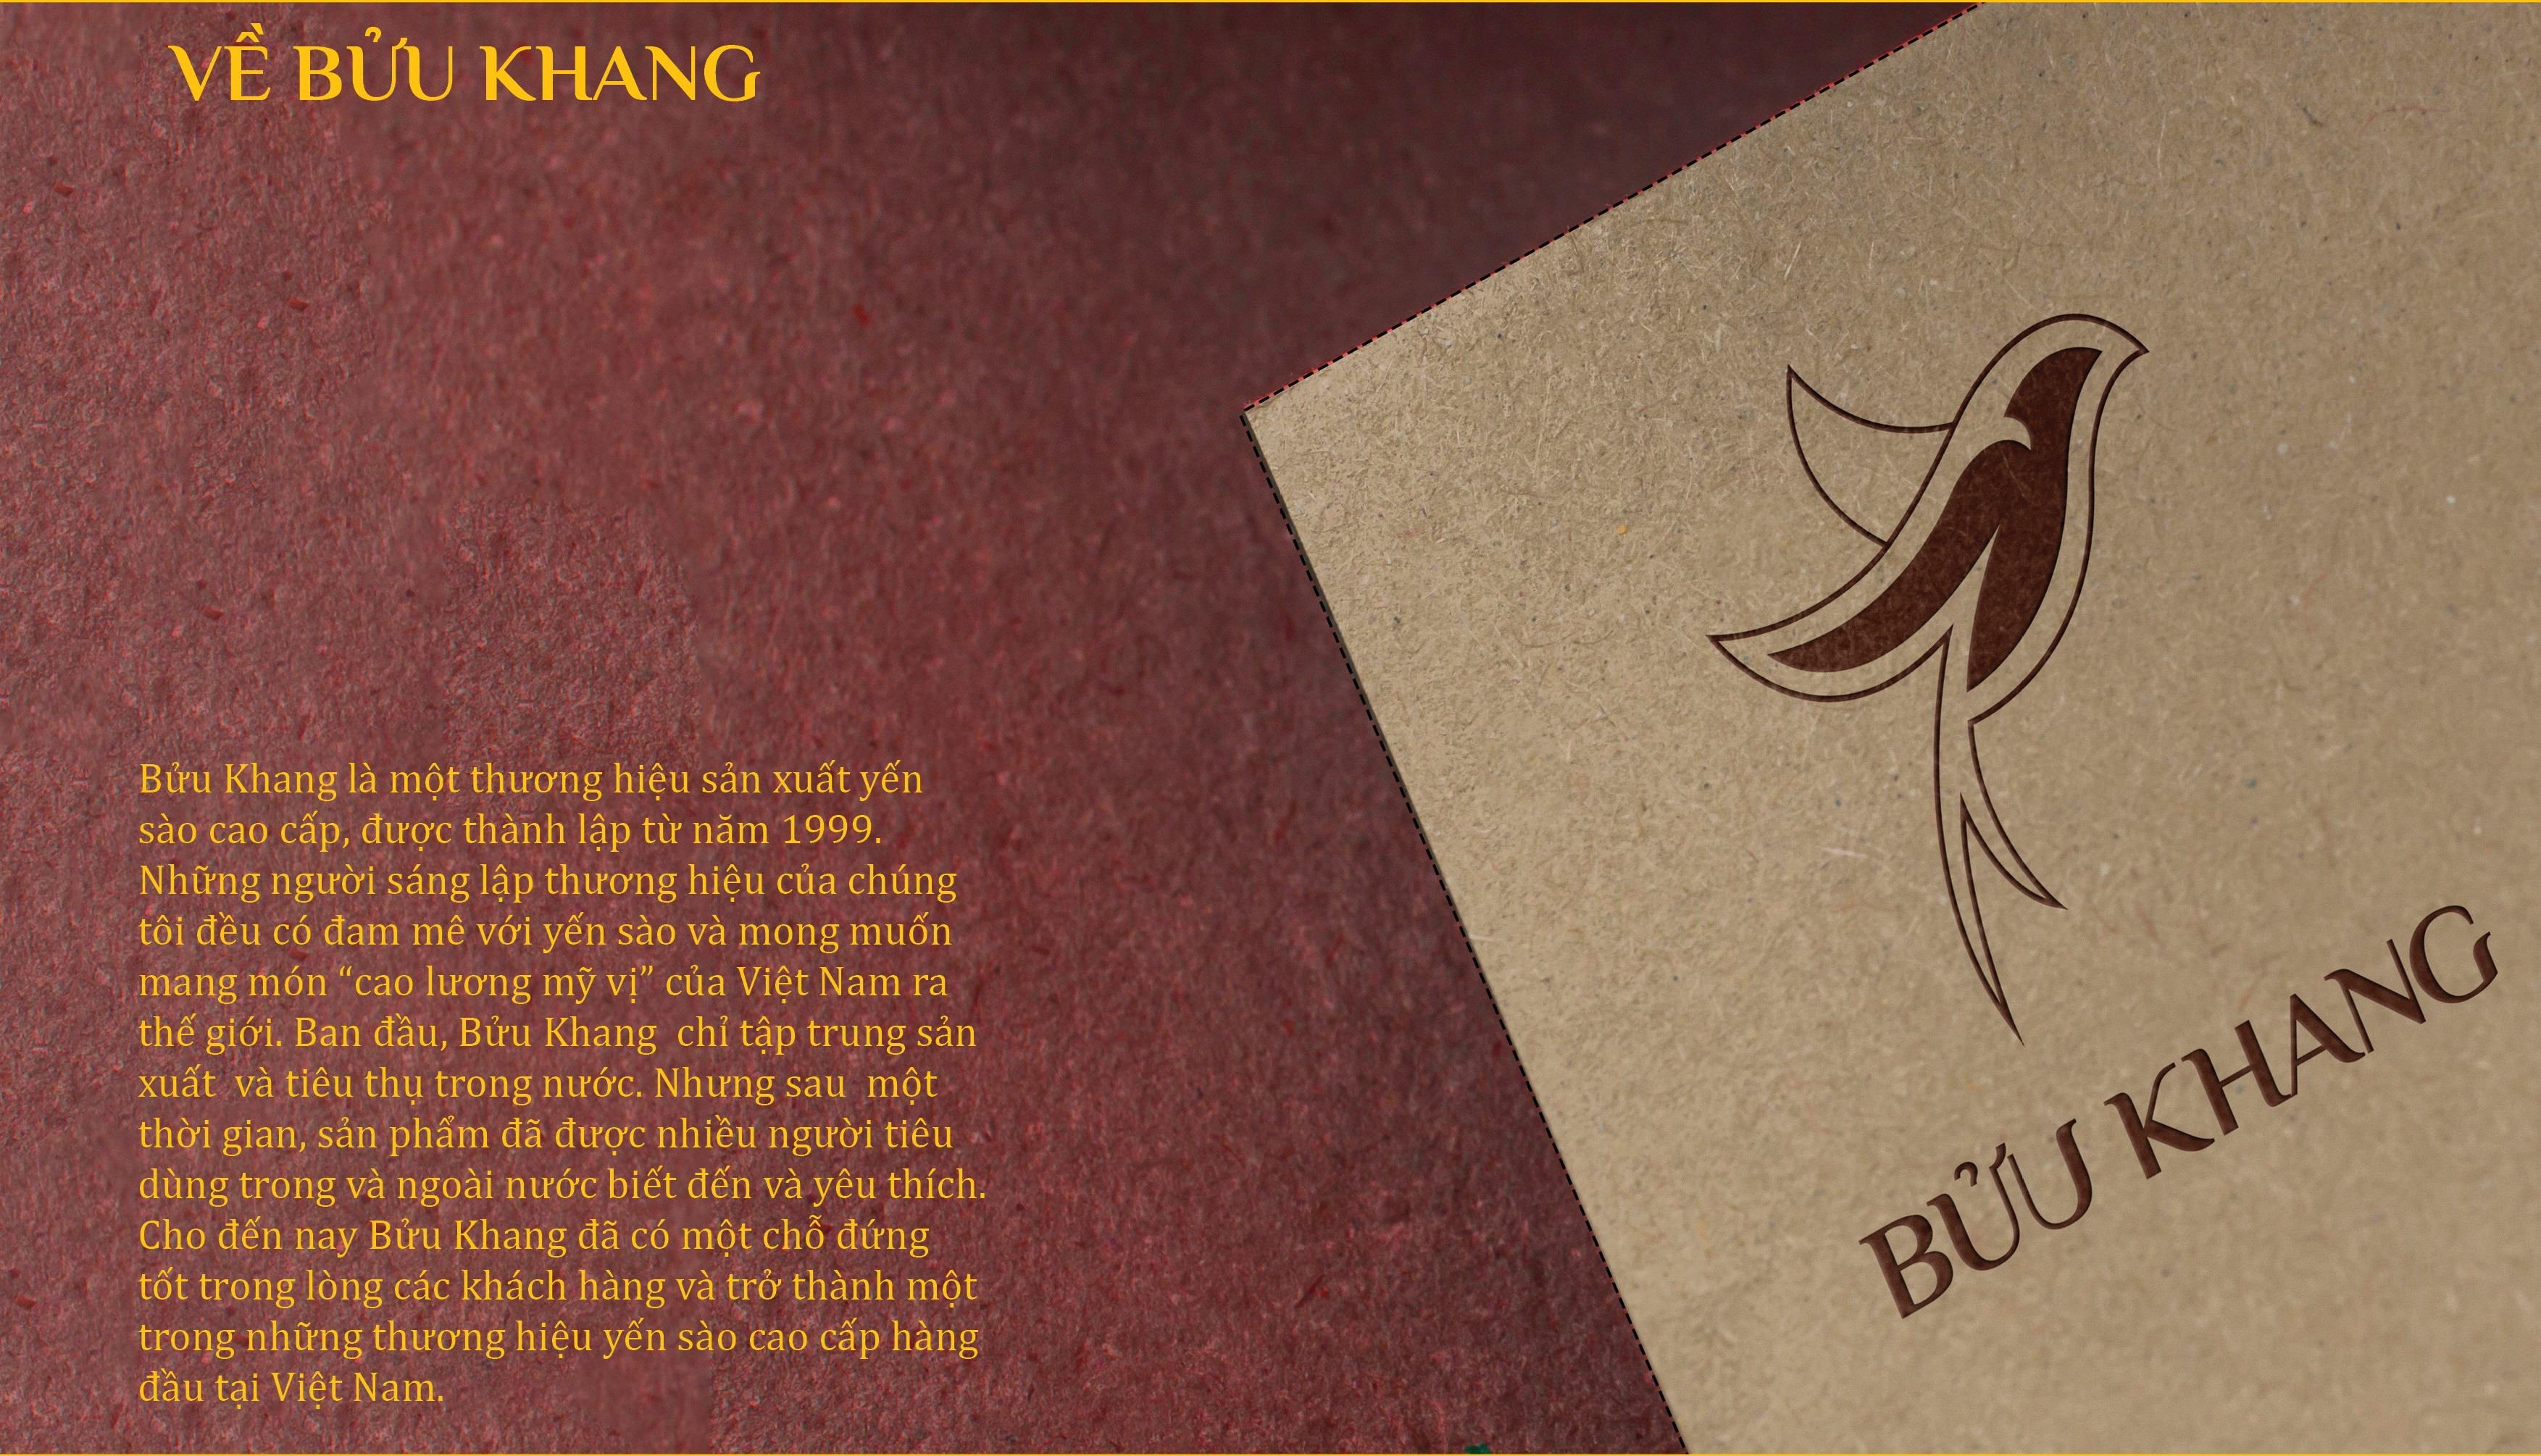 VỀ BỬU KHANG
Bửu Khang là một thương hiệu sản xuất yến
sào cao cấp, được thành lập từ năm 1999.
Những người sáng lập thương hiệu của chúng
tôi đều có đam mê với yến sào và mong muốn
mang món “cao lương mỹ vị” của Việt Nam ra
thế giới. Ban đầu, Bửu Khang  chỉ tập trung sản
xuất  và tiêu thụ trong nước. Nhưng sau  một
thời gian, sản phẩm đã được nhiều người tiêu
dùng trong và ngoài nước biết đến và yêu thích.
Cho đến nay Bửu Khang đã có một chỗ đứng
tốt trong lòng các khách hàng và trở thành một
trong những thương hiệu yến sào cao cấp hàng
đầu tại Việt Nam.
BỬU KHANG